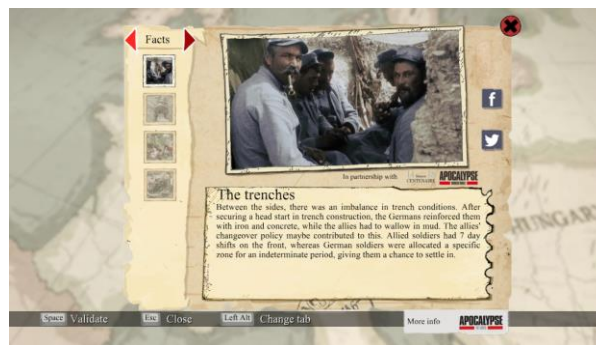 Facts
In partnership with
CENTENAIRE
APOCALYPSE
The trenches
Between the sides, there was an imbalance in trench conditions. After
securing a head start in trench construction, the Germans reinforced them
with iron and concrete, while the allies had to wallow in mud. The allies'
changeover policy maybe contributed to this. Allied soldiers had 7 day
shifts on the front, whereas German soldiers were allocated a specific
zone for an indeterminate period, giving them a chance to settle in.
HUNGAR
Space Validate
Esc Close
Left Alt Change tab
More info
APOCALYPSE